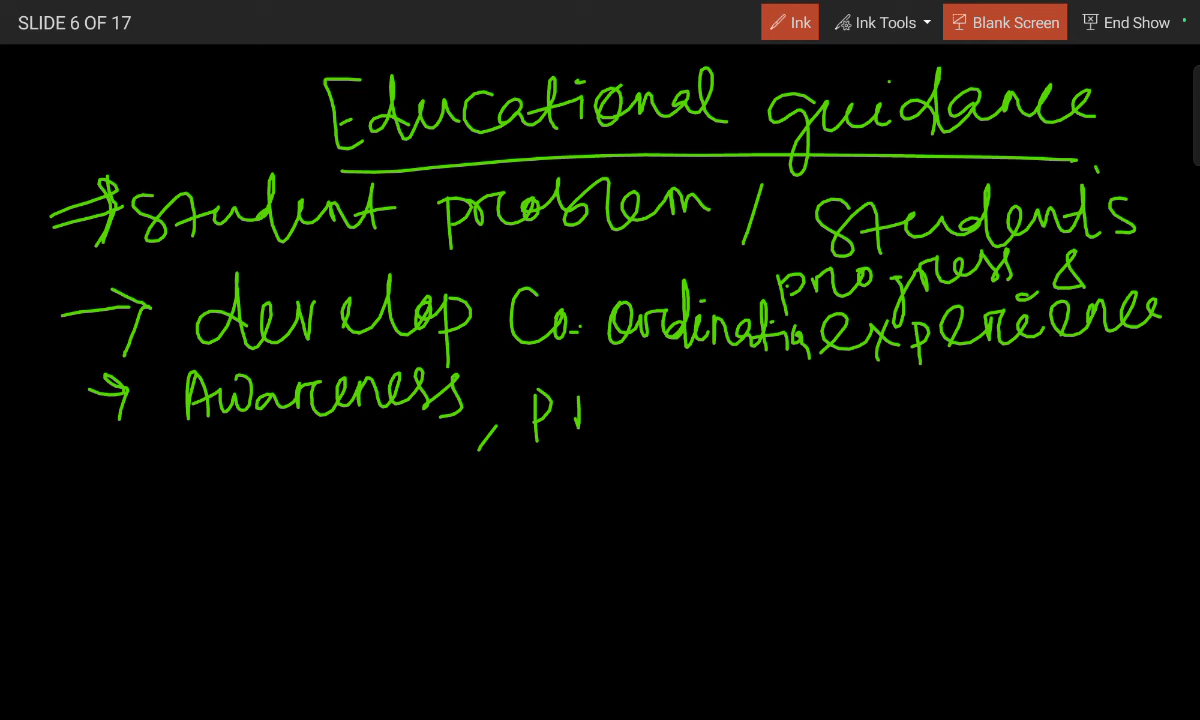 SLIDE 6 OF 17 Ink Ink Tools Blank Screen End Show
Educational guidance
⇒ Student problem / Student's
progress &
→ develop Co-ordination experience
→ Awareness, P